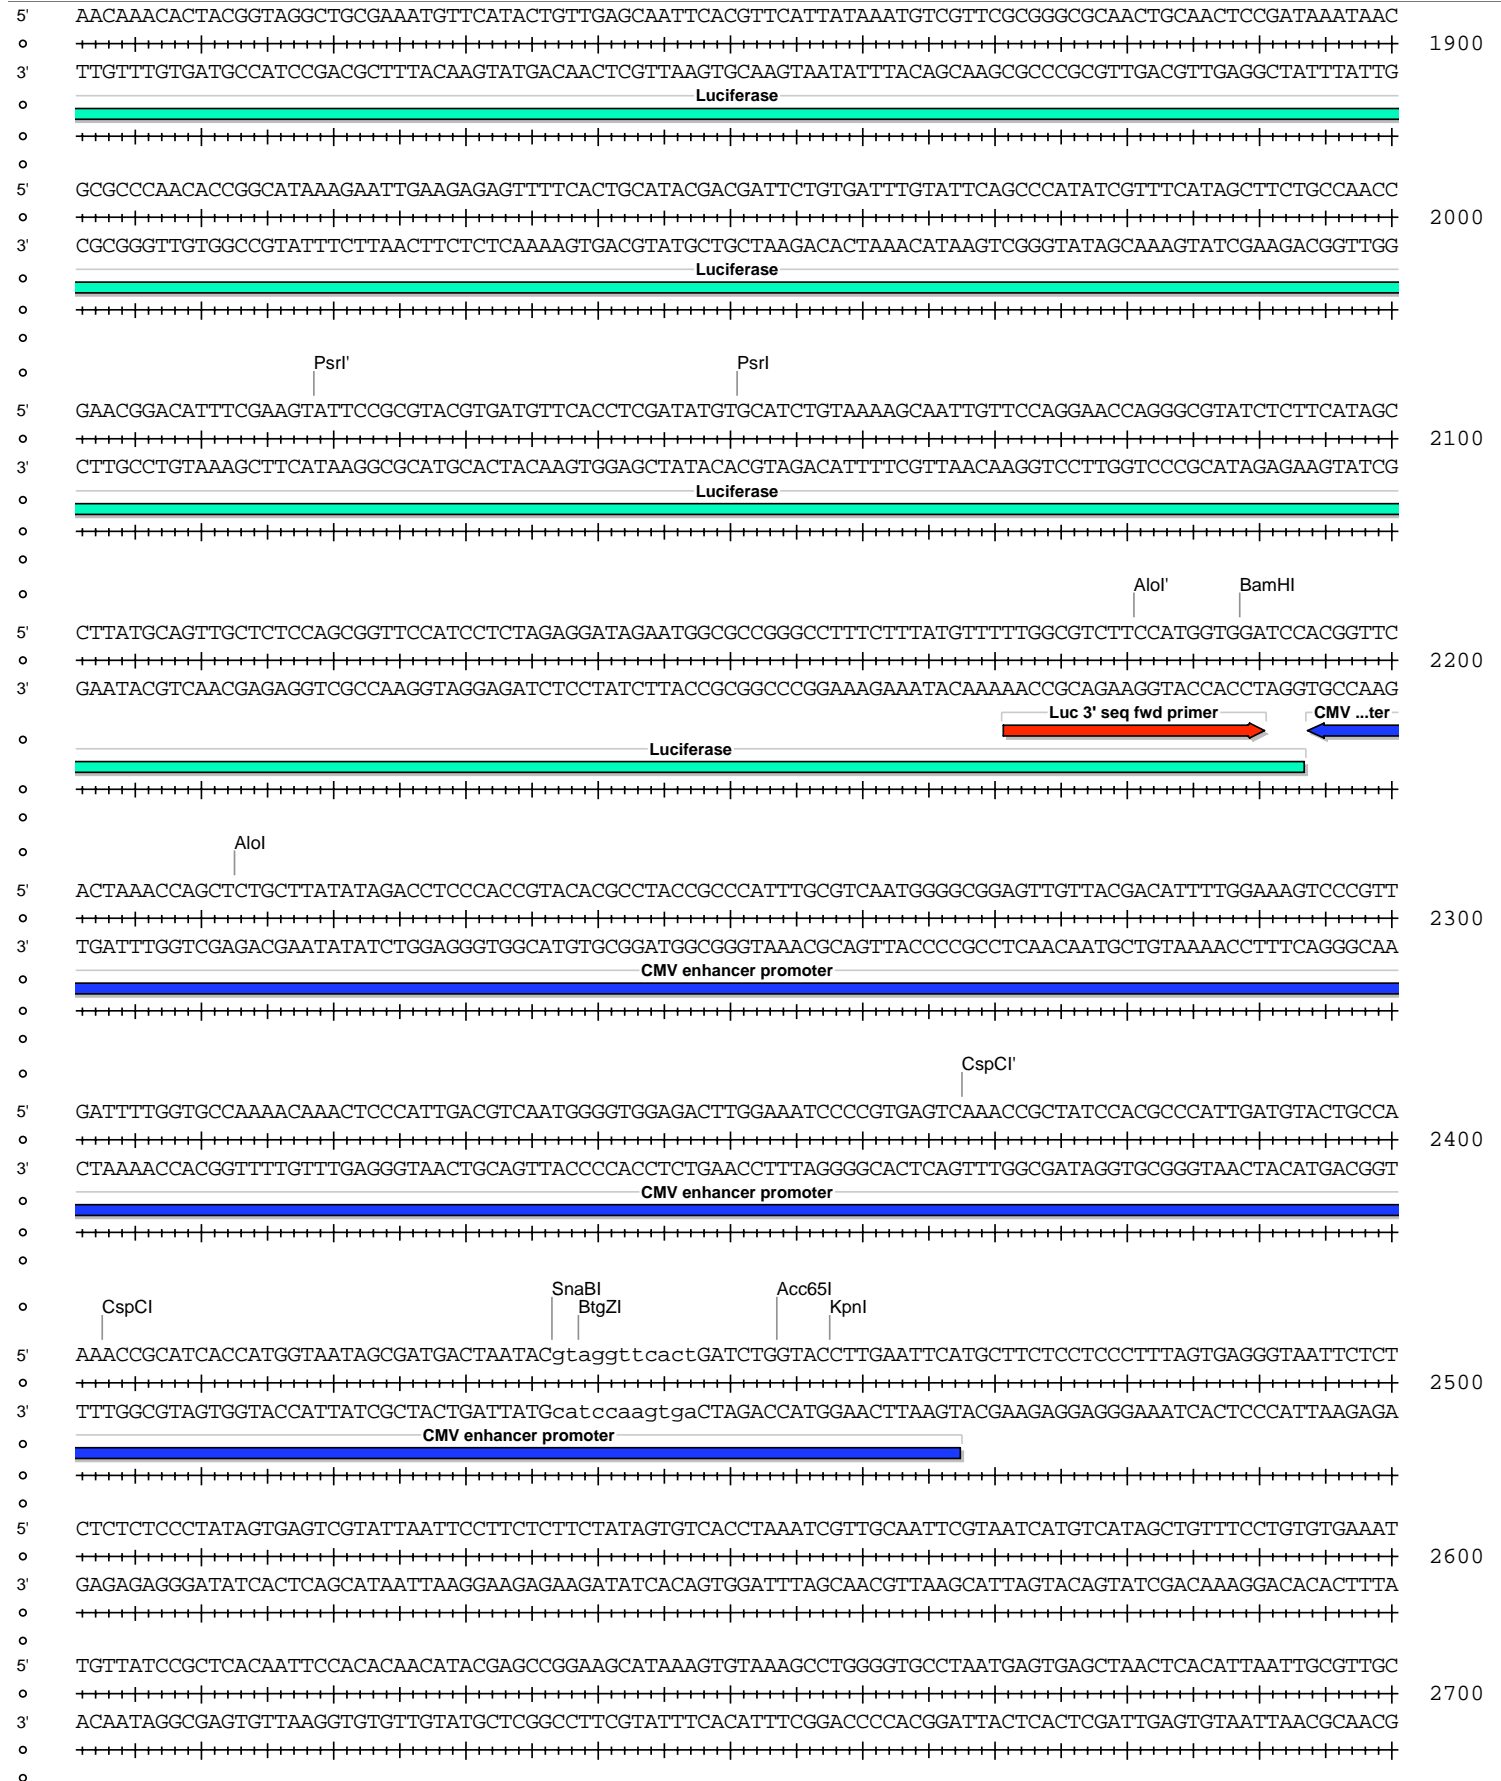 5' AACAAACACTACGGTAGGCTGCGAAATGTTCATACTGTTGAGCAATTCACGTTCATTATAAATGTCGTTCGCGGGCGCAACTGCAACTCCGATAAATAAC
1900
3' TTGTTTGTGATGCCATCCGACGCTTTACAAGTATGACAACTCGTTAAGTGCAAGTAATATTTACAGCAAGCGCCCGCGTTGACGTTGAGGCTATTTATTG
Luciferase
5' GCGCCCAACACCGGCATAAAGAATTGAAGAGAGTTTTCACTGCATACGACGATTCTGTGATTTGTATTCAGCCCATATCGTTTCATAGCTTCTGCCAACC
2000
3' CGCGGGTTGTGGCCGTATTTCTTAACTTCTCTCAAAAGTGACGTATGCTGCTAAGACACTAAACATAAGTCGGGTATAGCAAAGTATCGAAGACGGTTGG
Luciferase
PsrI' PsrI
5' GAACGGACATTTCGAAGTATTCCGCGTACGTGATGTTCACCTCGATATGTGCATCTGTAAAAGCAATTGTTCCAGGAACCAGGGCGTATCTCTTCATAGC
2100
3' CTTGCCTGTAAAGCTTCATAAGGCGCATGCACTACAAGTGGAGCTATACACGTAGACATTTTCGTTAACAAGGTCCTTGGTCCCGCATAGAGAAGTATCG
Luciferase
AloI' BamHI
5' CTTATGCAGTTGCTCTCCAGCGGTTCCATCCTCTAGAGGATAGAATGGCGCCGGGCCTTTCTTTATGTTTTTGGCGTCTTCCATGGTGGATCCACGGTTC
2200
3' GAATACGTCAACGAGAGGTCGCCAAGGTAGGAGATCTCCTATCTTACCGCGGCCCGGAAAGAAATACAAAAACCGCAGAAGGTACCACCTAGGTGCCAAG
Luc 3' seq fwd primer CMV ...ter
Luciferase
AloI
5' ACTAAACCAGCTCTGCTTATATAGACCTCCCACCGTACACGCCTACCGCCCATTTGCGTCAATGGGGCGGAGTTGTTACGACATTTTGGAAAGTCCCGTT
2300
3' TGATTTGGTCGAGACGAATATATCTGGAGGGTGGCATGTGCGGATGGCGGGTAAACGCAGTTACCCCGCCTCAACAATGCTGTAAAACCTTTCAGGGCAA
CMV enhancer promoter
CspCI'
5' GATTTTGGTGCCAAAACAAACTCCCATTGACGTCAATGGGGTGGAGACTTGGAAATCCCCGTGAGTCAAACCGCTATCCACGCCCATTGATGTACTGCCA
2400
3' CTAAAACCACGGTTTTGTTTGAGGGTAACTGCAGTTACCCCACCTCTGAACCTTTAGGGGCACTCAGTTTGGCGATAGGTGCGGGTAACTACATGACGGT
CMV enhancer promoter
SnaBI Acc65I
CspCI BtgZI KpnI
5' AAACCGCATCACCATGGTAATAGCGATGACTAATACgtaggttcactGATCTGGTACCTTGAATTCATGCTTCTCCTCCCTTTAGTGAGGGTAATTCTCT
2500
3' TTTGGCGTAGTGGTACCATTATCGCTACTGATTATGcatccaagtgaCTAGACCATGGAACTTAAGTACGAAGAGGAGGGAAATCACTCCCATTAAGAGA
CMV enhancer promoter
5' CTCTCTCCCTATAGTGAGTCGTATTAATTCCTTCTCTTCTATAGTGTCACCTAAATCGTTGCAATTCGTAATCATGTCATAGCTGTTTCCTGTGTGAAAT
2600
3' GAGAGAGGGATATCACTCAGCATAATTAAGGAAGAGAAGATATCACAGTGGATTTAGCAACGTTAAGCATTAGTACAGTATCGACAAAGGACACACTTTA
5' TGTTATCCGCTCACAATTCCACACAACATACGAGCCGGAAGCATAAAGTGTAAAGCCTGGGGTGCCTAATGAGTGAGCTAACTCACATTAATTGCGTTGC
2700
3' ACAATAGGCGAGTGTTAAGGTGTGTTGTATGCTCGGCCTTCGTATTTCACATTTCGGACCCCACGGATTACTCACTCGATTGAGTGTAATTAACGCAACG